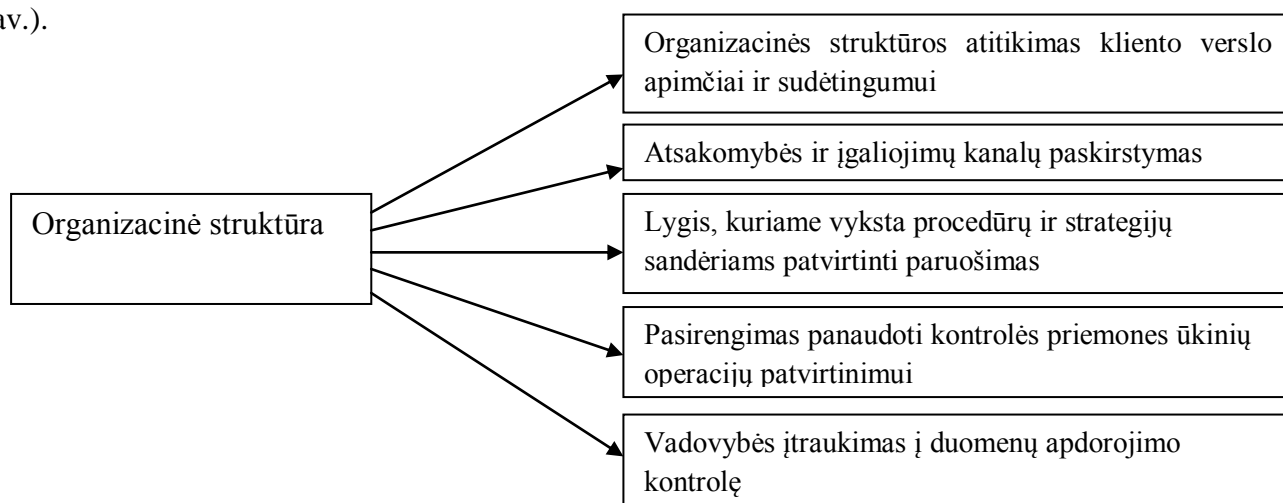 av.).
Organizacinės struktūros atitikimas kliento verslo
apimčiai ir sudėtingumui
Atsakomybės ir įgaliojimų kanalų paskirstymas
Organizacinė struktūra
Lygis, kuriame vyksta procedūrų ir strategijų
sandėriams patvirtinti paruošimas
Pasirengimas panaudoti kontrolės priemones ūkinių
operacijų patvirtinimui
Vadovybės įtraukimas į duomenų apdorojimo
kontrolę